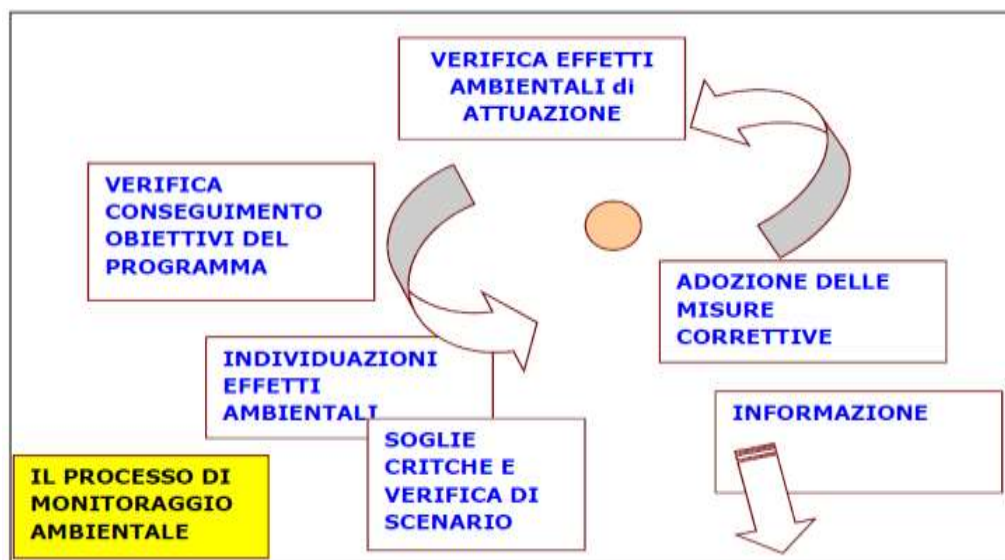 VERIFICA EFFETTI
AMBIENTALI di
ATTUAZIONE
VERIFICA
CONSEGUIMENTO
OBIETTIVI DEL
PROGRAMMA
ADOZIONE DELLE
MISURE
CORRETTIVE
INDIVIDUAZIONI
EFFETTI
AMBIENTALI
INFORMAZIONE
SOGLIE
CRITCHE E
VERIFICA DI
SCENARIO
IL PROCESSO DI
MONITORAGGIO
AMBIENTALE